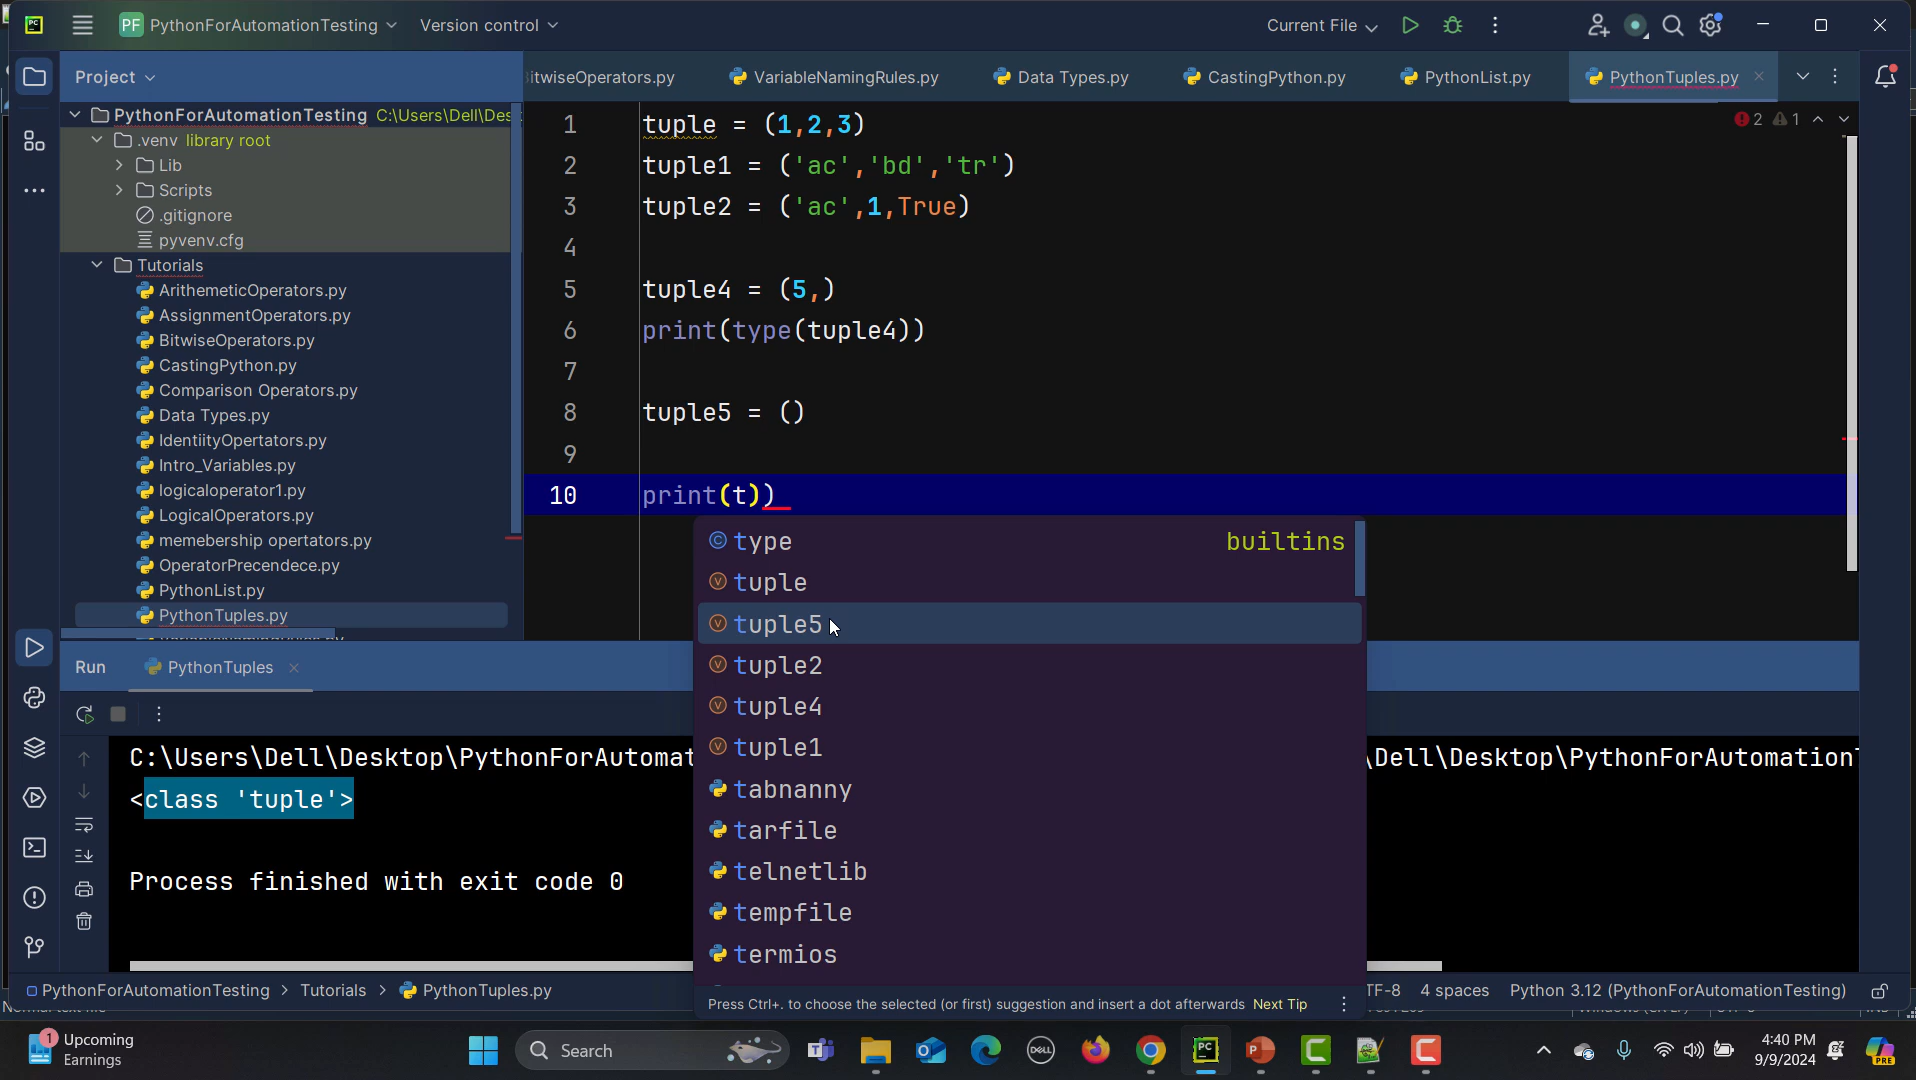 PC
PF PythonForAutomationTesting
Version control
Current File
Project
itwiseOperators.py
VariableNamingRules.py
Data Types.py
CastingPython.py
PythonList.py
PythonTuples.py
PythonForAutomationTesting C:\Users\Dell\Des
.venv library root
Lib
Scripts
.gitignore
pyvenv.cfg
Tutorials
ArithemeticOperators.py
AssignmentOperators.py
BitwiseOperators.py
CastingPython.py
Comparison Operators.py
Data Types.py
IdentiityOpertators.py
Intro_Variables.py
logicaloperator1.py
LogicalOperators.py
memebership opertators.py
OperatorPrecendece.py
PythonList.py
PythonTuples.py
2 1
1 tuple = (1,2,3)
2 tuple1 = ('ac','bd','tr')
3 tuple2 = ('ac',1,True)
4
5 tuple4 = (5,)
6 print(type(tuple4))
7
8 tuple5 = ()
9
10 print(t))
type builtins
tuple
tuple5
tuple2
tuple4
tuple1
tabnanny
tarfile
telnetlib
tempfile
termios
Press Ctrl+. to choose the selected (or first) suggestion and insert a dot afterwards Next Tip
Run PythonTuples
C:\Users\Dell\Desktop\PythonForAutomat
\Dell\Desktop\PythonForAutomation
<class 'tuple'>
Process finished with exit code 0
PythonForAutomationTesting > Tutorials > PythonTuples.py
TF-8 4 spaces Python 3.12 (PythonForAutomationTesting)
1 Upcoming
Earnings
Search
DELL
PC
4:40 PM
9/9/2024
PRE